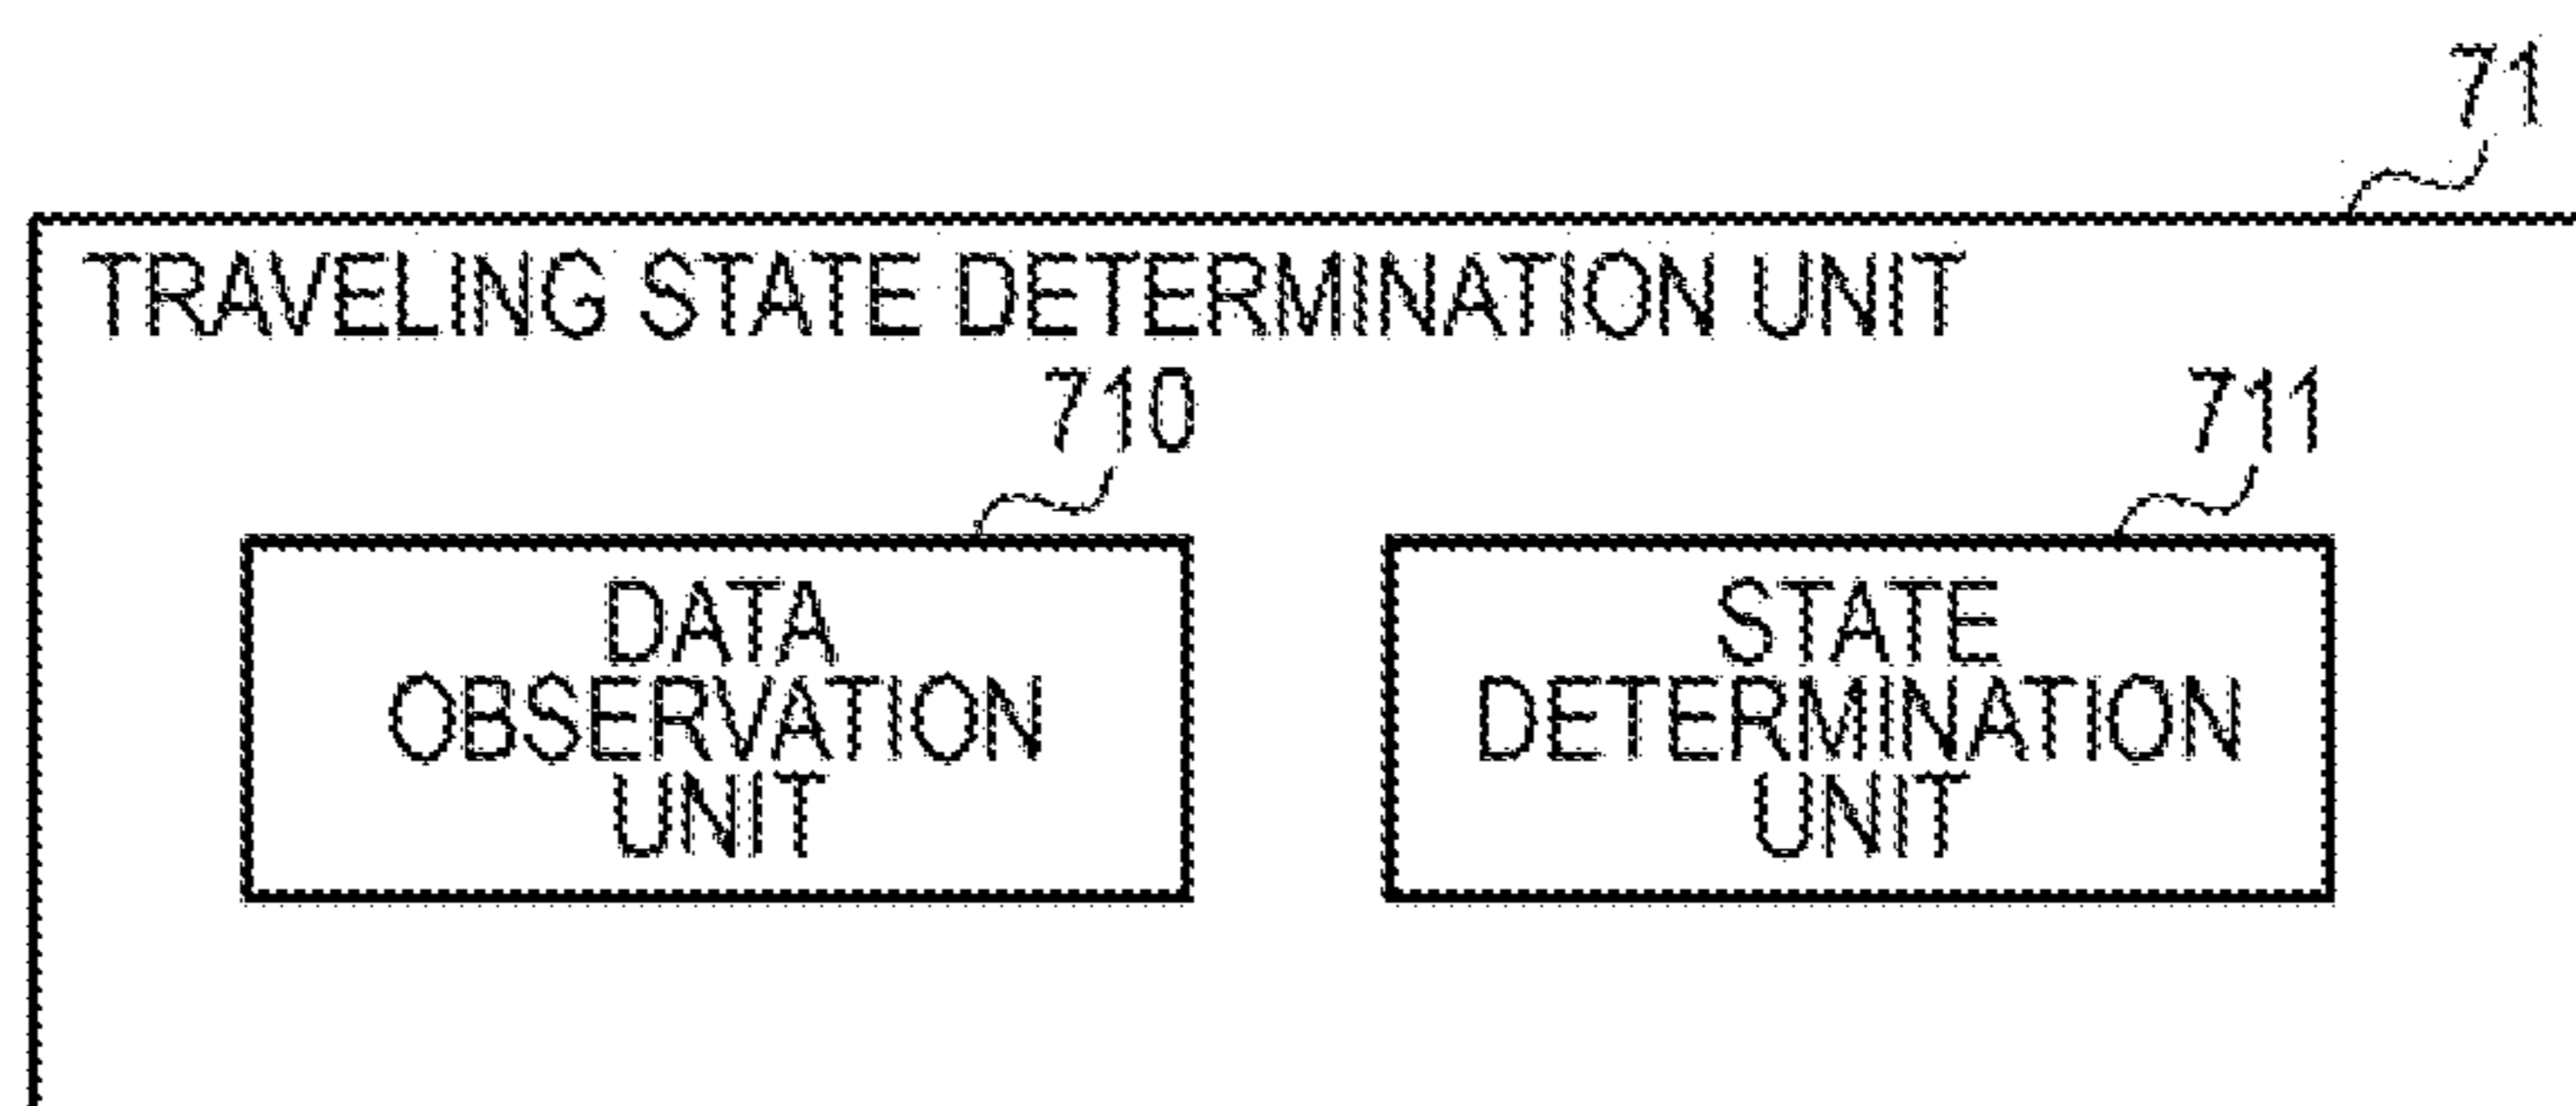 71
TRAVELING STATE DETERMINATION UNIT
710
711
DATA
OBSERVATION
UNIT
STATE
DETERMINATION
UNIT